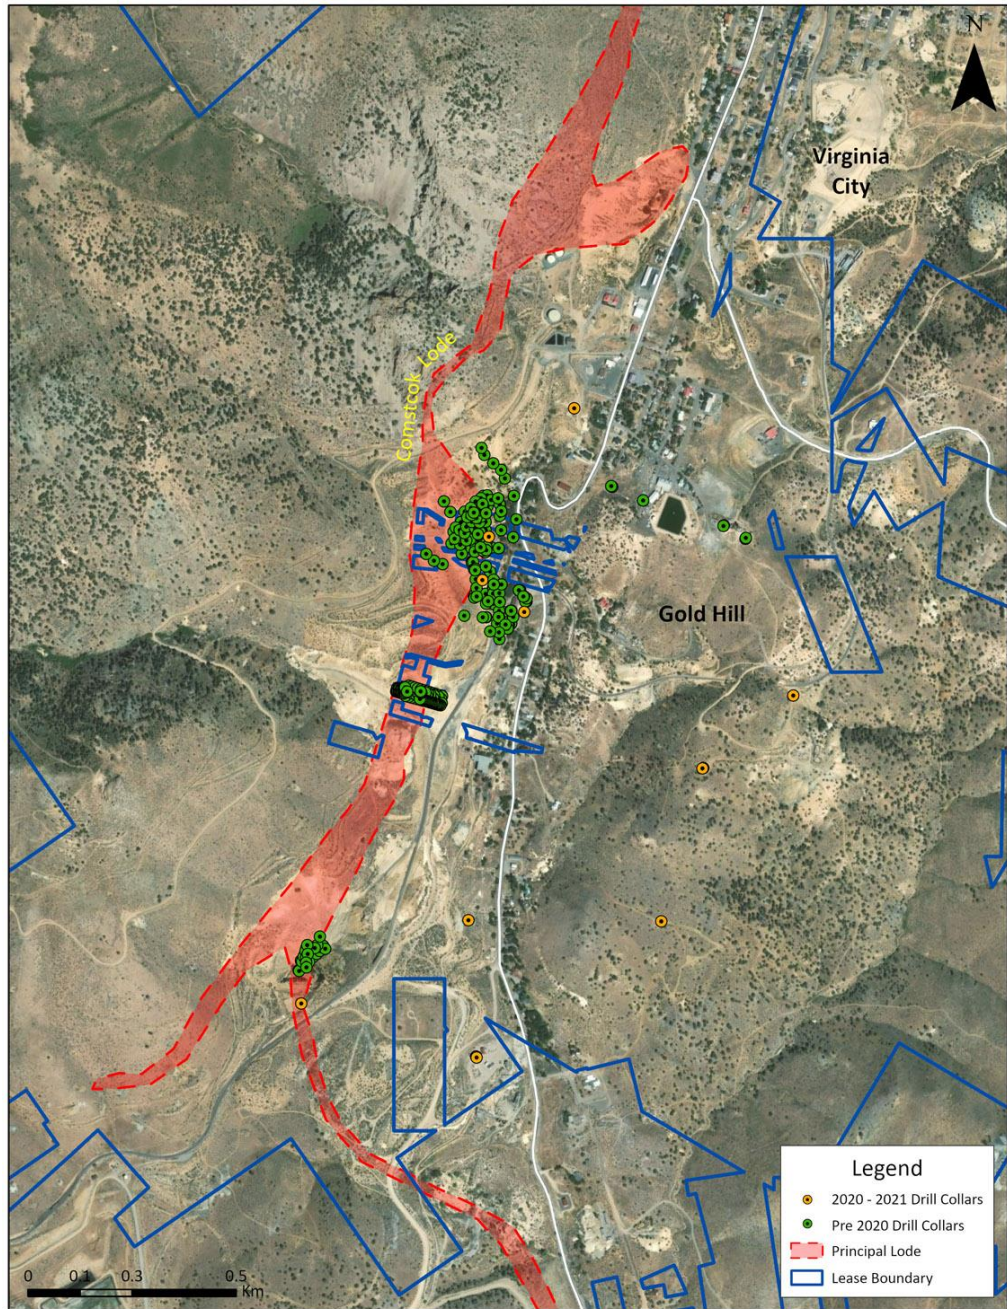 N
Virginia
City
Comstcok Lode
Gold Hill
Legend
2020 - 2021 Drill Collars
Pre 2020 Drill Collars
Principal Lode
Lease Boundary
0 0.1 0.3 0.5
Km